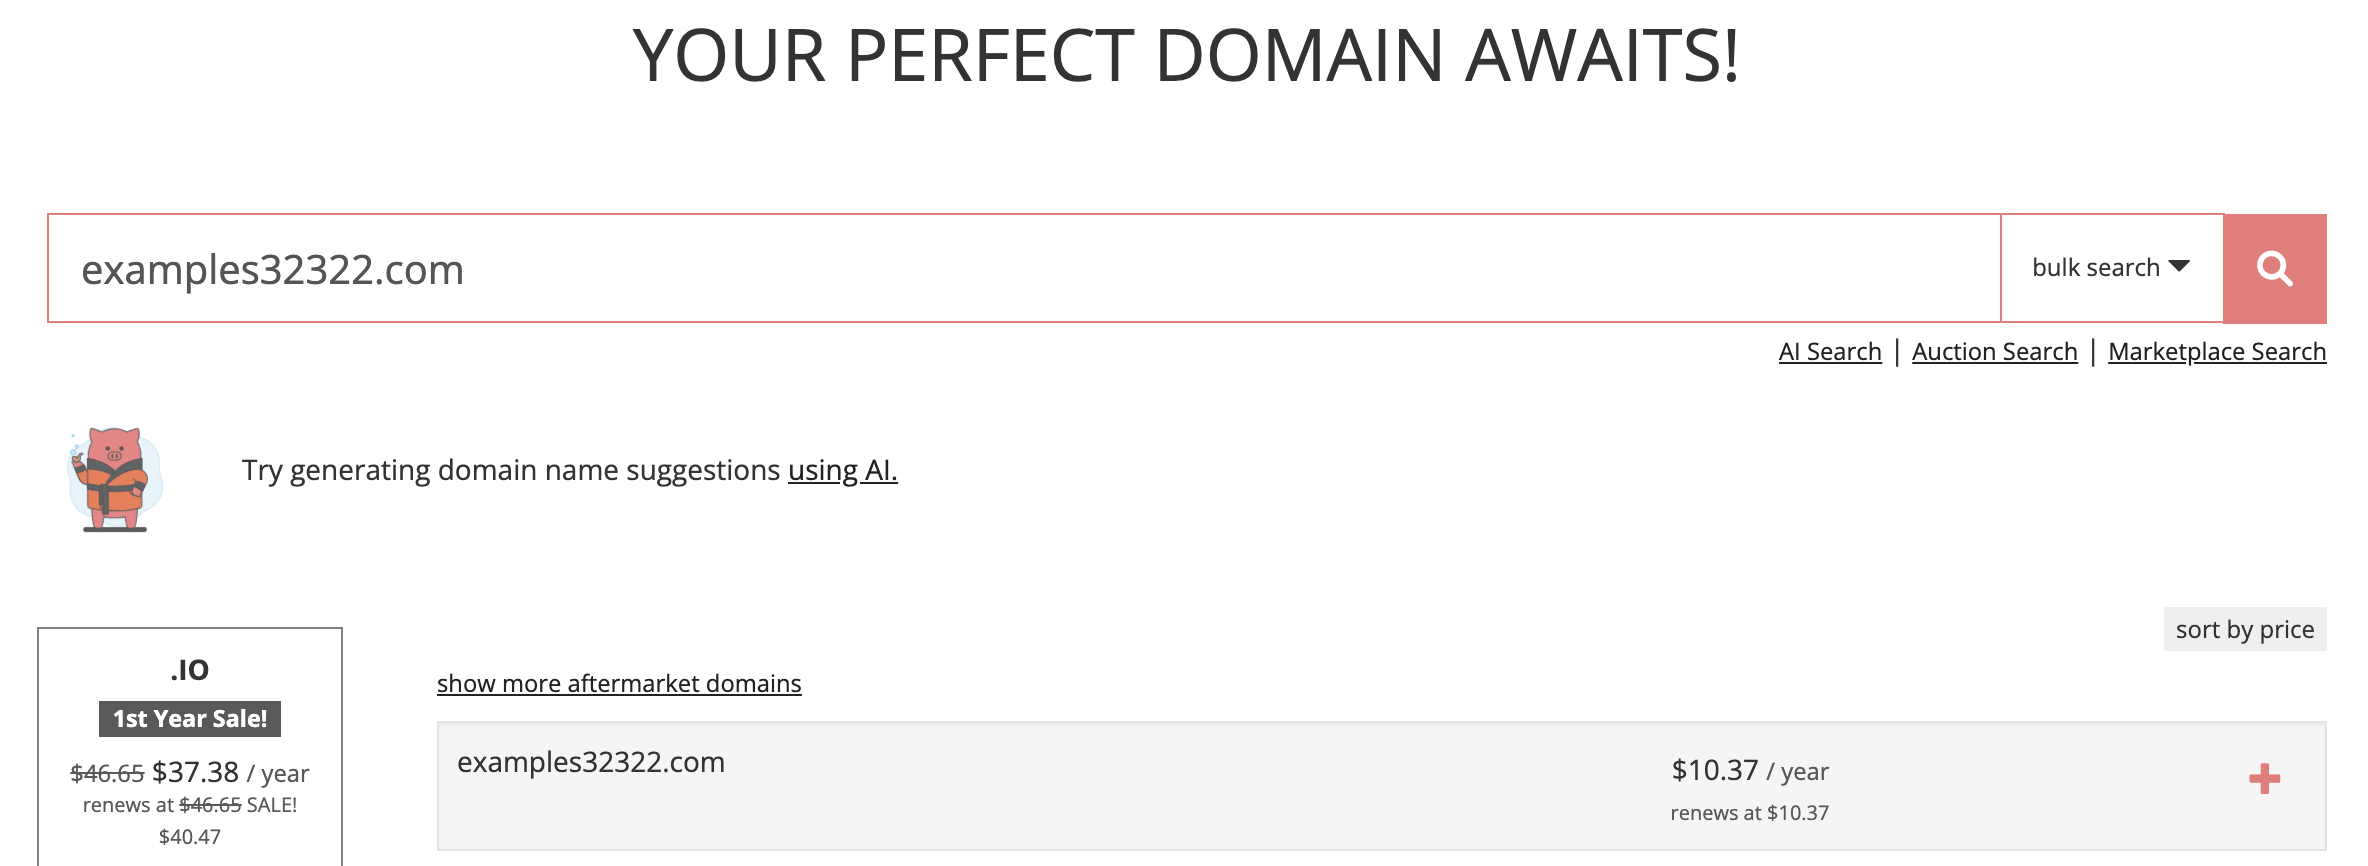 YOUR PERFECT DOMAIN AWAITS!
examples32322.com
bulk search
AI Search | Auction Search | Marketplace Search
Try generating domain name suggestions using AI.
sort by price
.IO
1st Year Sale!
$46.65 $37.38 / year
renews at $46.65 SALE!
$40.47
show more aftermarket domains
examples32322.com
$10.37 / year
renews at $10.37